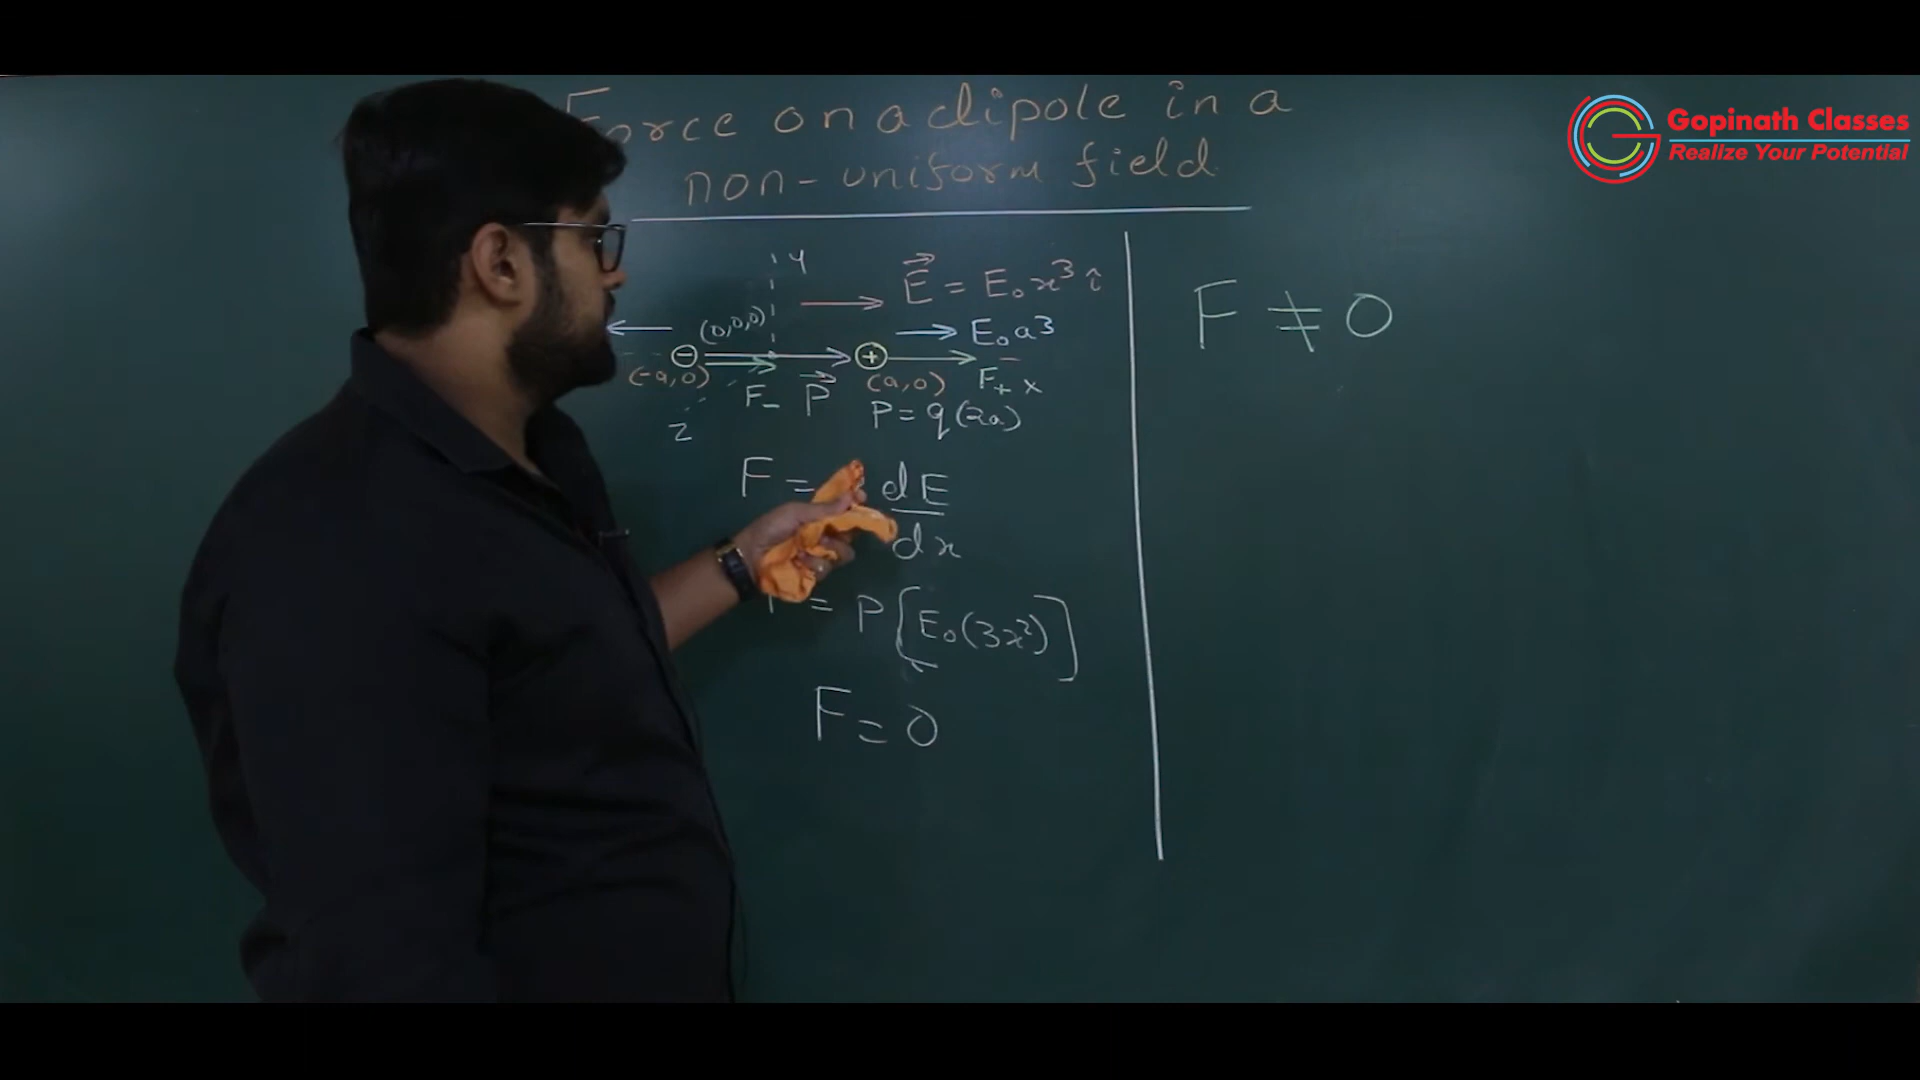 Force on a dipole in a
non-uniform field
Gopinath Classes
Realize Your Potential
y
E = E₀x³ î
(0,0,0)
E₀a³
- +
(-a,0) F₋ P (a,0) F₊ x
P = q(2a)
z
F = dE
dx
= P[E₀(3x²)]
F = 0
F ≠ 0